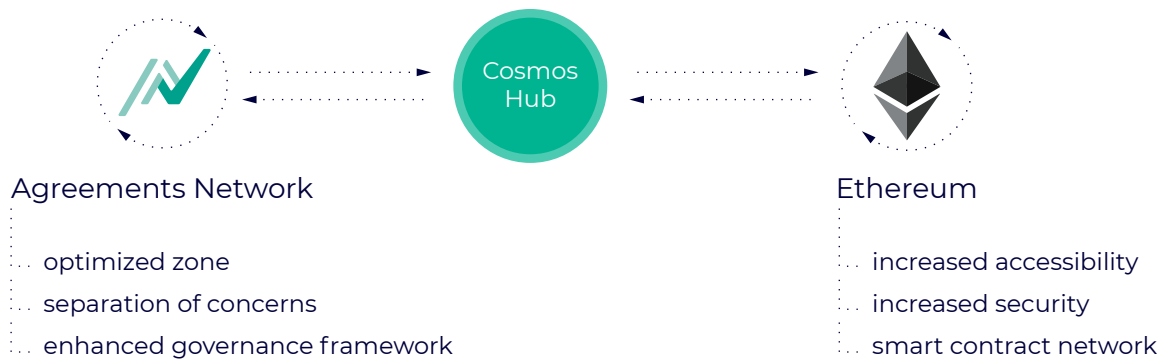 Cosmos
Hub
Agreements Network
Ethereum
optimized zone
increased accessibility
separation of concerns
increased security
enhanced governance framework
smart contract network